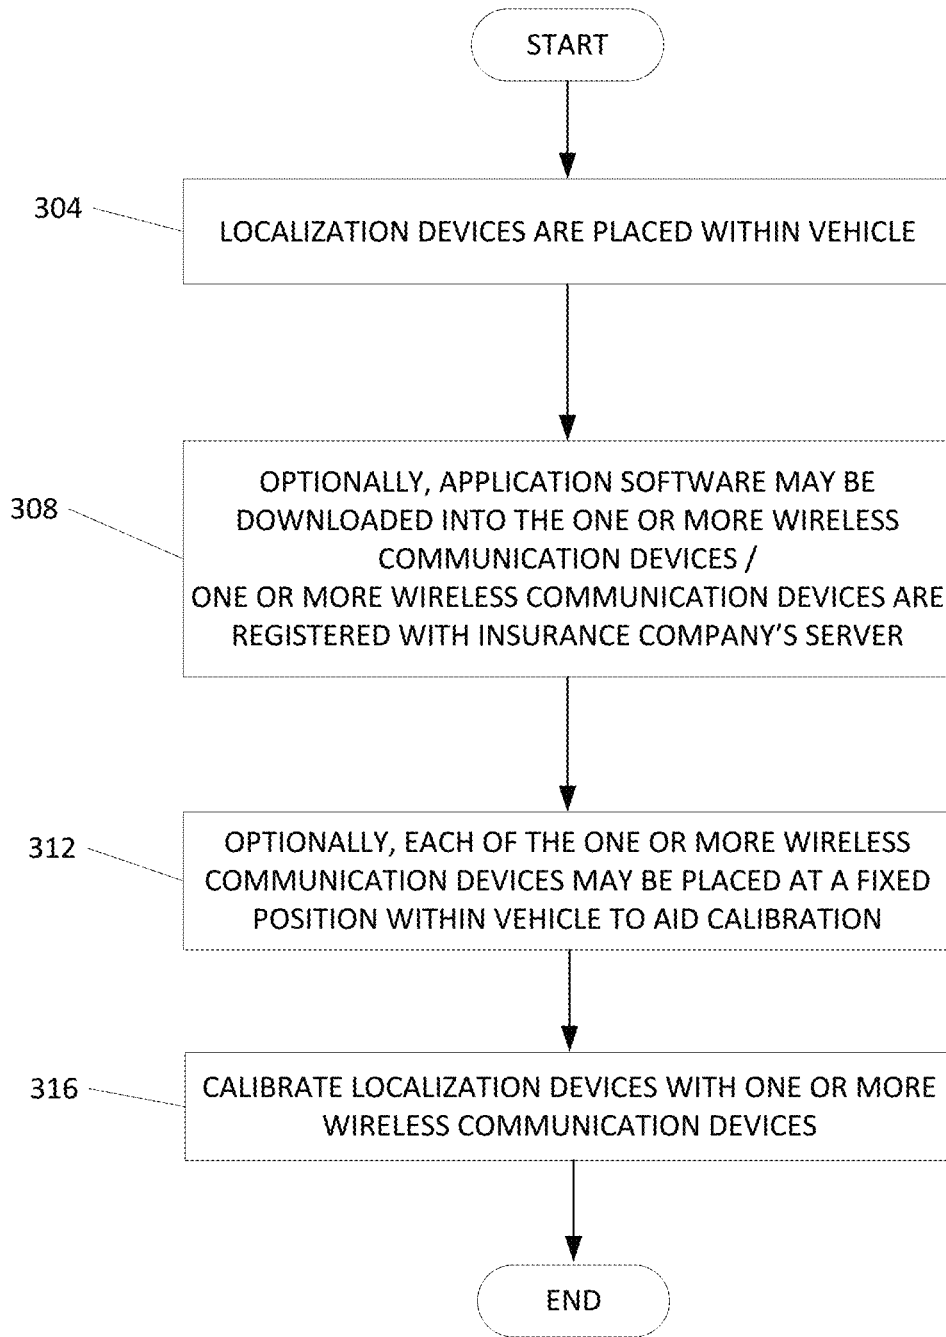 START
304
LOCALIZATION DEVICES ARE PLACED WITHIN VEHICLE
308
OPTIONALLY, APPLICATION SOFTWARE MAY BE
DOWNLOADED INTO THE ONE OR MORE WIRELESS
COMMUNICATION DEVICES /
ONE OR MORE WIRELESS COMMUNICATION DEVICES ARE
REGISTERED WITH INSURANCE COMPANY'S SERVER
312
OPTIONALLY, EACH OF THE ONE OR MORE WIRELESS
COMMUNICATION DEVICES MAY BE PLACED AT A FIXED
POSITION WITHIN VEHICLE TO AID CALIBRATION
316
CALIBRATE LOCALIZATION DEVICES WITH ONE OR MORE
WIRELESS COMMUNICATION DEVICES
END